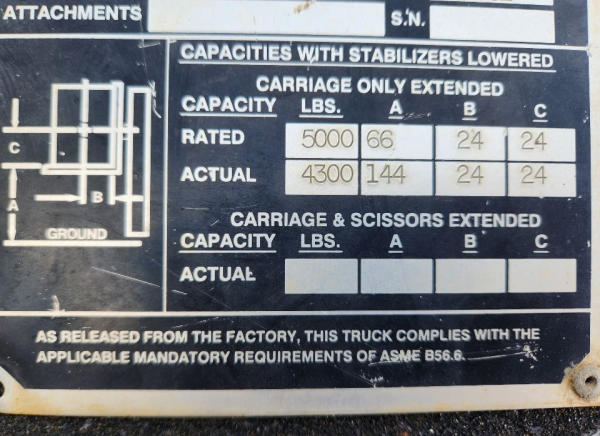 ATTACHMENTS
S.N.
CAPACITIES WITH STABILIZERS LOWERED
CARRIAGE ONLY EXTENDED
CAPACITY LBS. A B C
RATED 5000 66 24 24
ACTUAL 4300 144 24 24
C
B
A
GROUND
CARRIAGE & SCISSORS EXTENDED
CAPACITY LBS. A B C
ACTUAL
AS RELEASED FROM THE FACTORY, THIS TRUCK COMPLIES WITH THE
APPLICABLE MANDATORY REQUIREMENTS OF ASME B56.6.